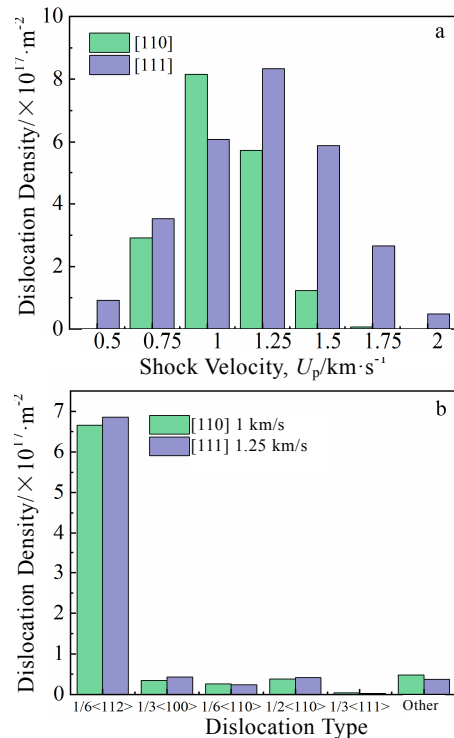 a
[110]
[111]
Dislocation Density/×10¹⁷·m⁻²
10
8
6
4
2
0
0.5 0.75 1 1.25 1.5 1.75 2
Shock Velocity, Uₚ/km·s⁻¹
b
[110] 1 km/s
[111] 1.25 km/s
Dislocation Density/×10¹⁷·m⁻²
7
6
5
4
3
2
1
0
1/6<112> 1/3<100> 1/6<110> 1/2<110> 1/3<111> Other
Dislocation Type